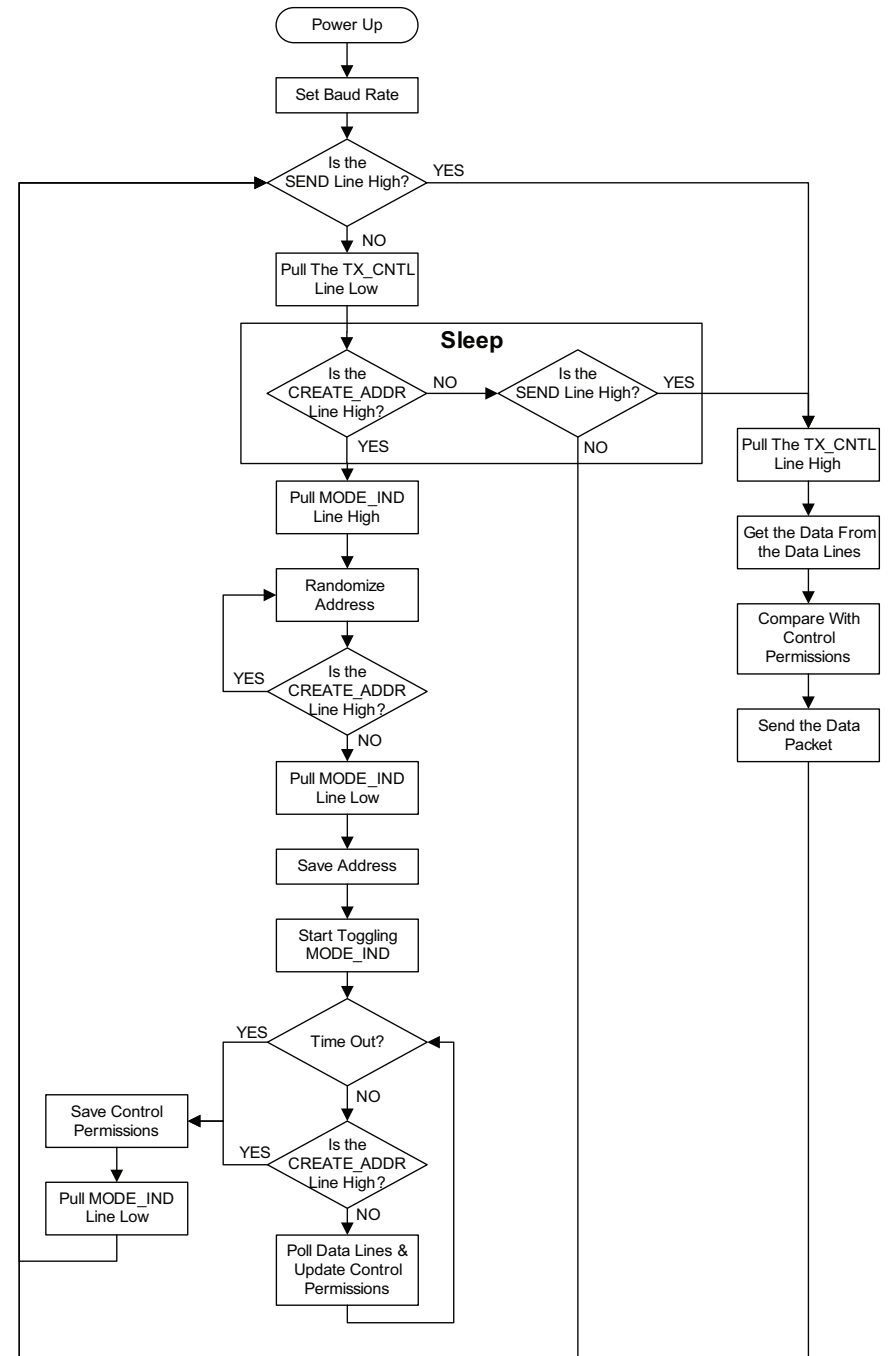 Power Up
Set Baud Rate
Is the
SEND Line High?
YES
NO
Pull The TX_CNTL
Line Low
Sleep
Is the
CREATE_ADDR
Line High?
NO
Is the
SEND Line High?
YES
YES
NO
Pull The TX_CNTL
Line High
Pull MODE_IND
Line High
Get the Data From
the Data Lines
Randomize
Address
Compare With
Control
Permissions
YES
Is the
CREATE_ADDR
Line High?
NO
Send the Data
Packet
Pull MODE_IND
Line Low
Save Address
Start Toggling
MODE_IND
YES
Time Out?
NO
Save Control
Permissions
YES
Is the
CREATE_ADDR
Line High?
NO
Pull MODE_IND
Line Low
Poll Data Lines &
Update Control
Permissions